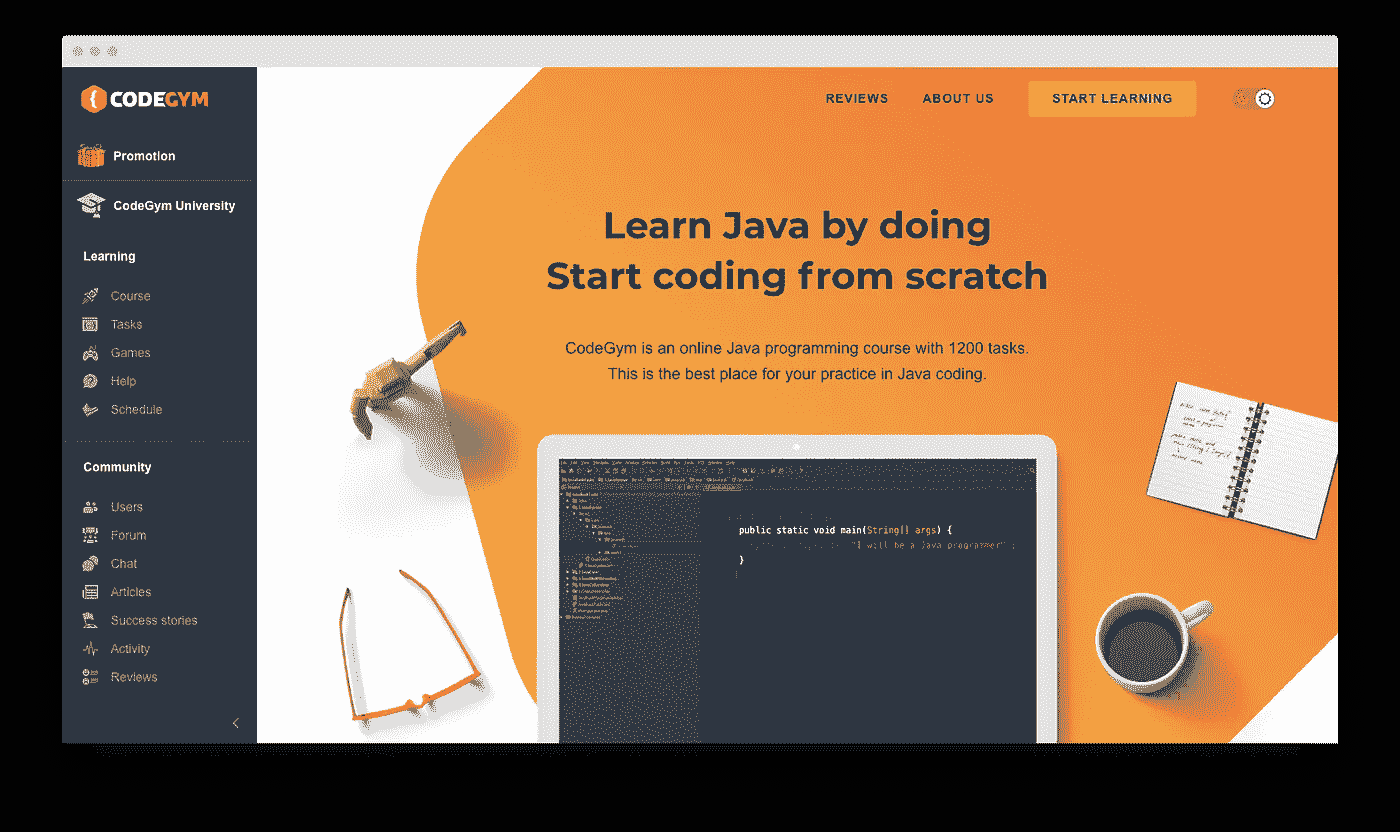 CODEGYM
Promotion
CodeGym University
Learning
Course
Tasks
Games
Help
Schedule
Community
Users
Forum
Chat
Articles
Success stories
Activity
Reviews
REVIEWS ABOUT US START LEARNING
Learn Java by doing
Start coding from scratch
CodeGym is an online Java programming course with 1200 tasks.
This is the best place for your practice in Java coding.
public static void main(String[] args) {
"I will be a java programmer" ;
}